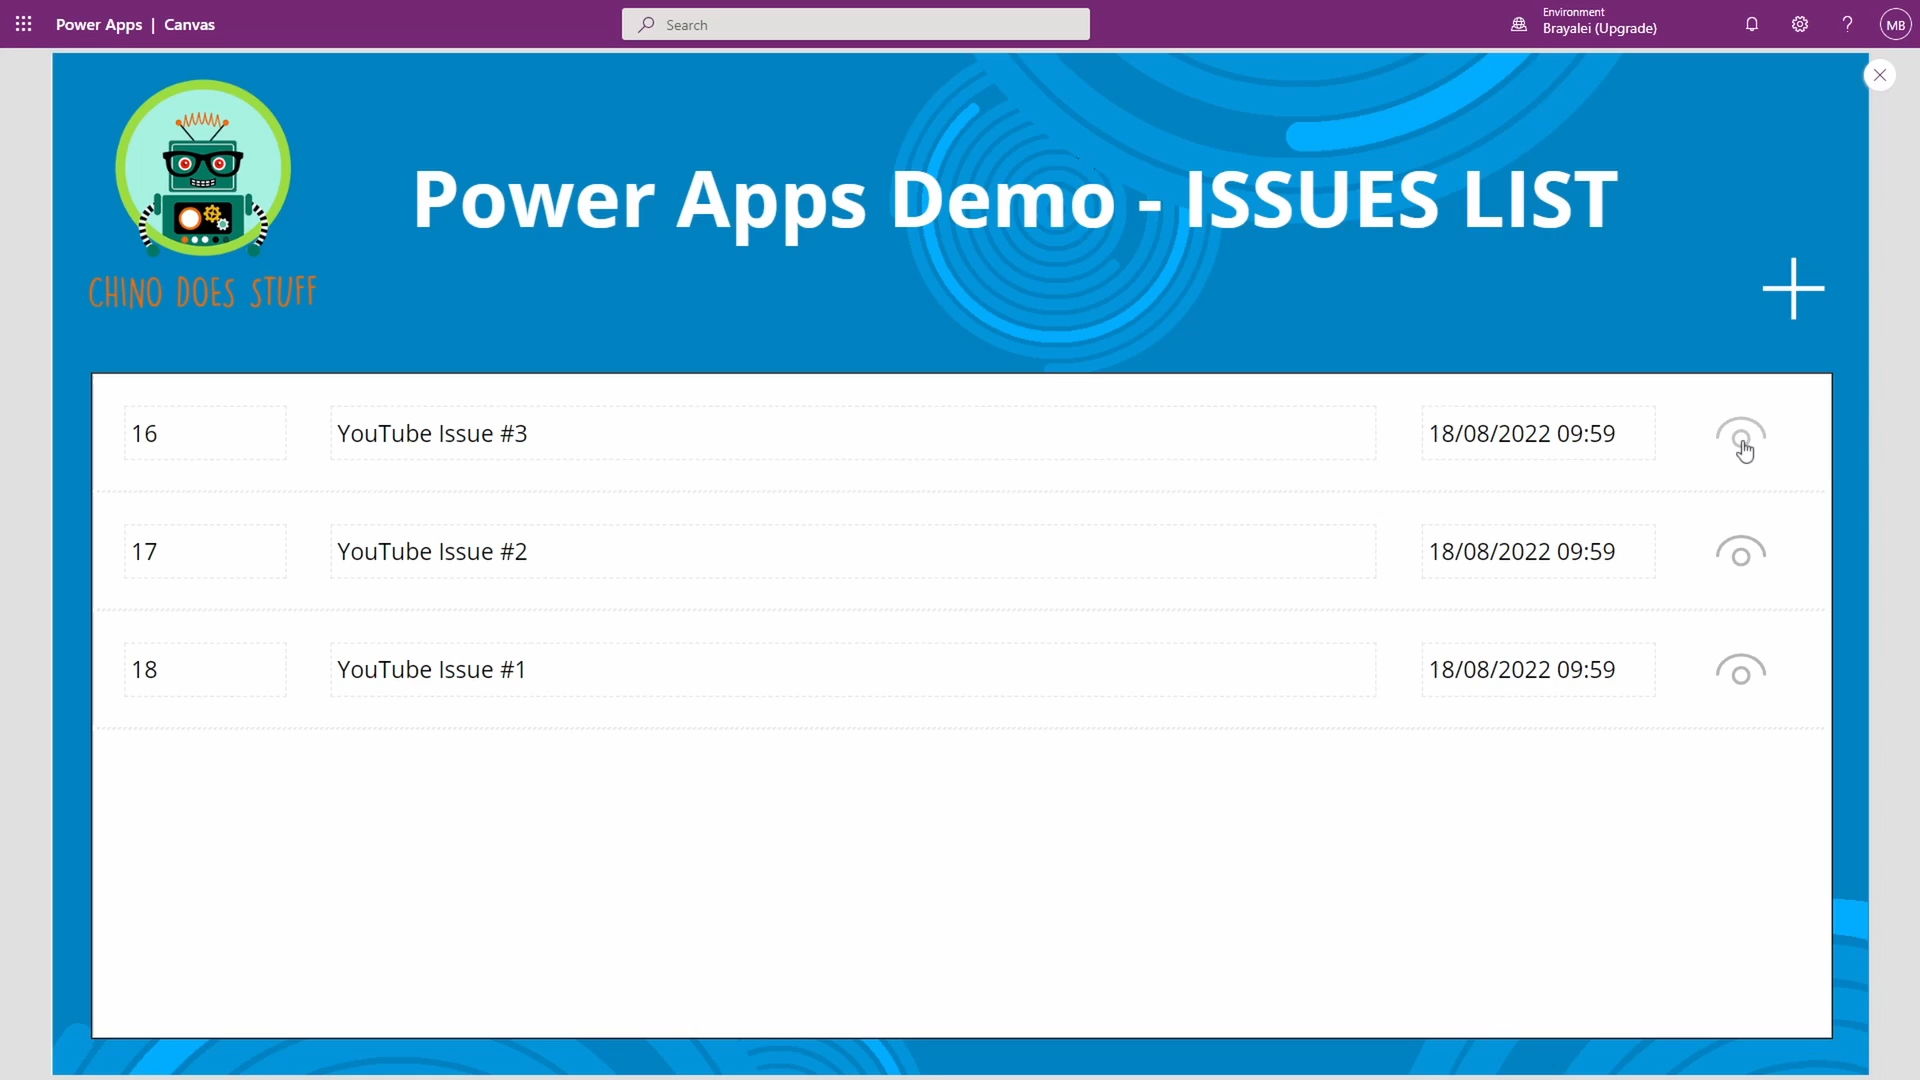 Power Apps | Canvas
Search
Environment
Brayalei (Upgrade)
?
MB
Power Apps Demo - ISSUES LIST
CHINO DOES STUFF
16 YouTube Issue #3 18/08/2022 09:59
17 YouTube Issue #2 18/08/2022 09:59
18 YouTube Issue #1 18/08/2022 09:59